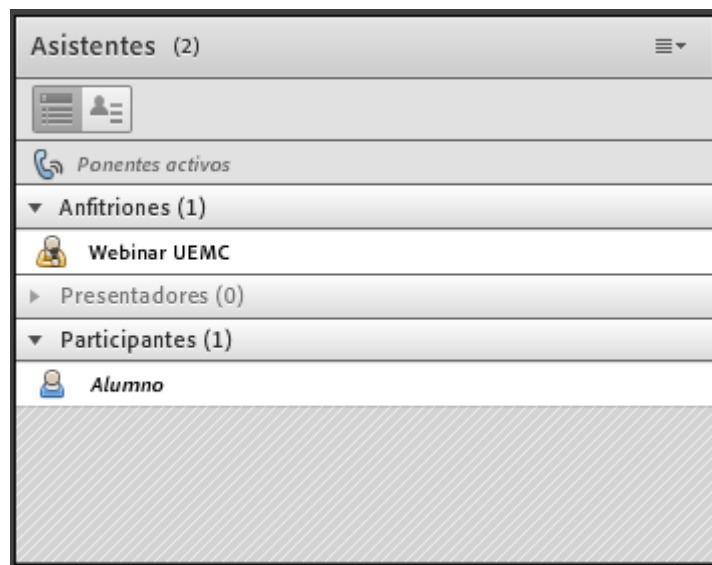 Asistentes (2)
Ponentes activos
Anfitriones (1)
Webinar UEMC
Presentadores (0)
Participantes (1)
Alumno